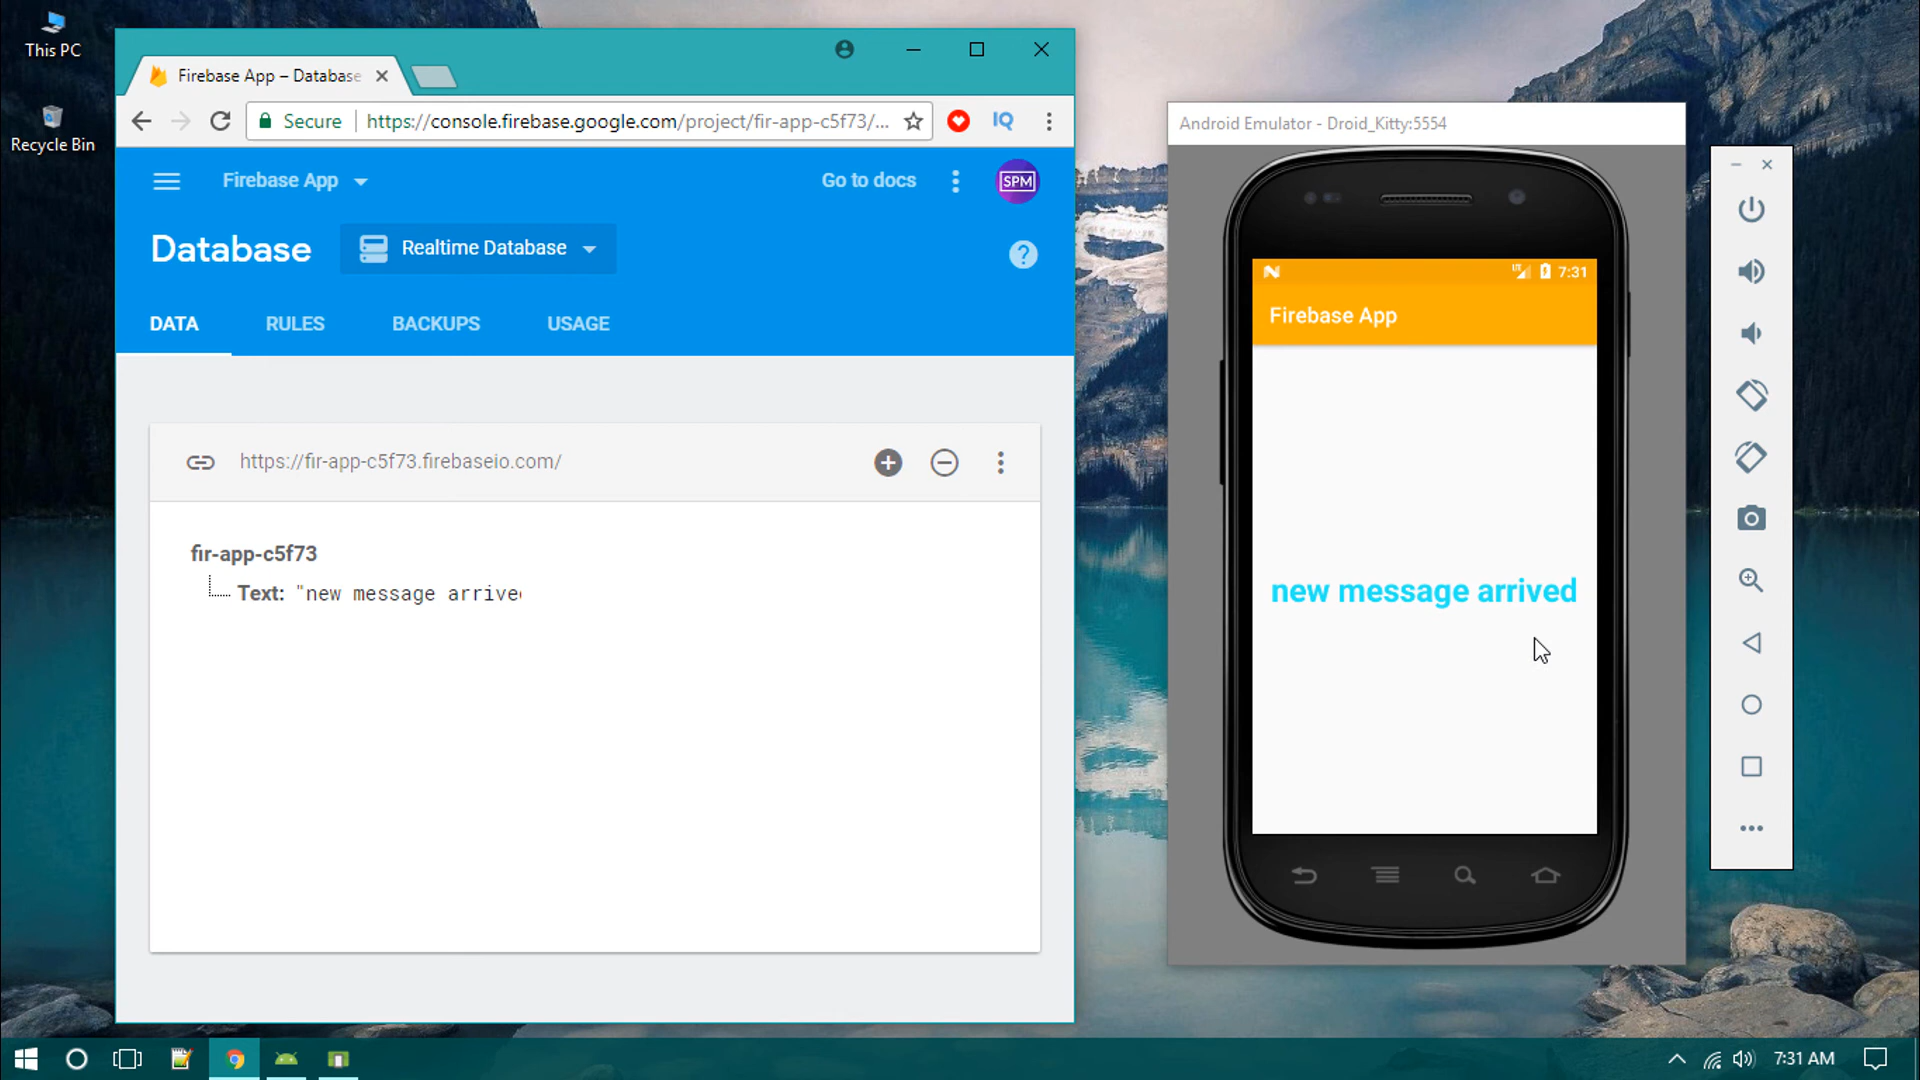 This PC
Recycle Bin
Firebase App – Database
Secure
https://console.firebase.google.com/project/fir-app-c5f73/...
IQ
Firebase App
Go to docs
SPM
Database
Realtime Database
?
DATA
RULES
BACKUPS
USAGE
https://fir-app-c5f73.firebaseio.com/
fir-app-c5f73
Text: "new message arrive
Android Emulator - Droid_Kitty:5554
7:31
Firebase App
new message arrived
7:31 AM